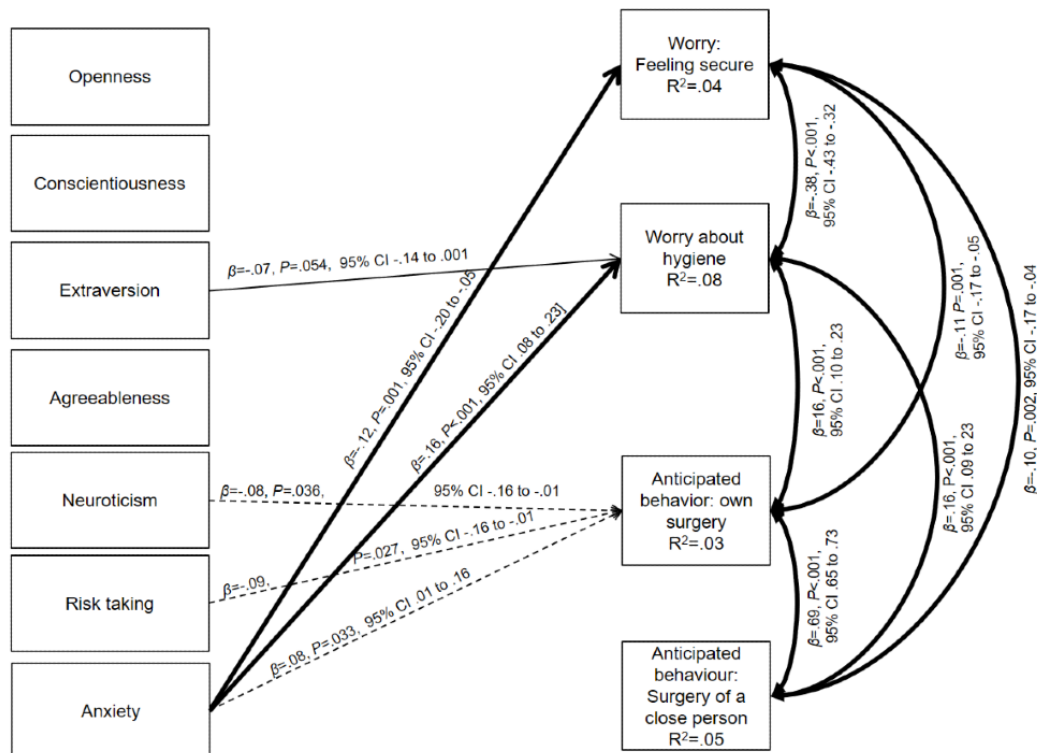 Openness
Conscientiousness
Extraversion
Agreeableness
Neuroticism
Risk taking
Anxiety
β=-.07, P=.054, 95% CI -.14 to .001
β=-.12, P=.001, 95% CI -.20 to -.05
β=.16, P<.001, 95% CI .08 to .23]
β=-.08, P=.036, 95% CI -.16 to -.01
β=-.09, P=.027, 95% CI -.16 to -.01
β=.08, P=.033, 95% CI .01 to .16
Worry:
Feeling secure
R²=.04
Worry about
hygiene
R²=.08
Anticipated
behavior: own
surgery
R²=.03
Anticipated
behaviour:
Surgery of a
close person
R²=.05
β=-.38, P<.001,
95% CI -.43 to -.32
β=16, P<.001,
95% CI .10 to .23
β=.69, P<.001,
95% CI .65 to .73
β=-.11 P=.001,
95% CI -.17 to -.05
β=.16, P<.001,
95% CI .09 to 23
β=-.10, P=.002, 95% CI -.17 to -.04